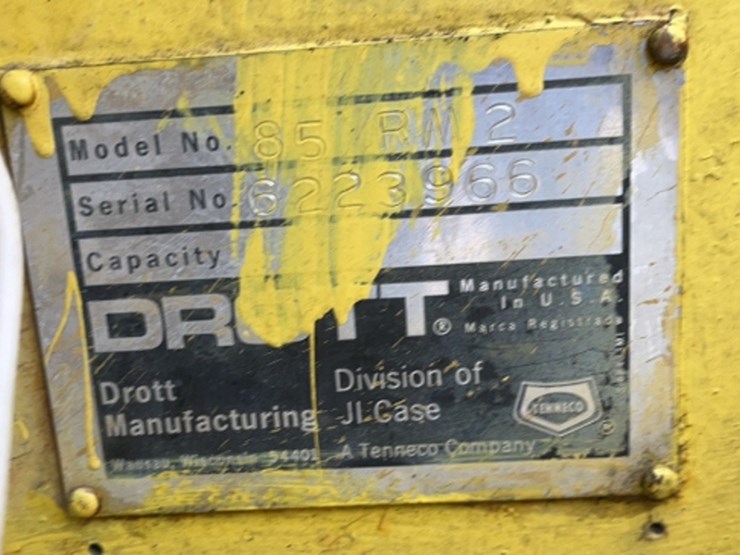 Model No. 85 RM 2
Serial No. 6223966
Capacity
DROTT ®
Manufactured
In U.S.A.
Marca Registrada
Drott
Manufacturing
Division of
JI Case
TENNECO
Wausau, Wisconsin 54401
A Tenneco Company